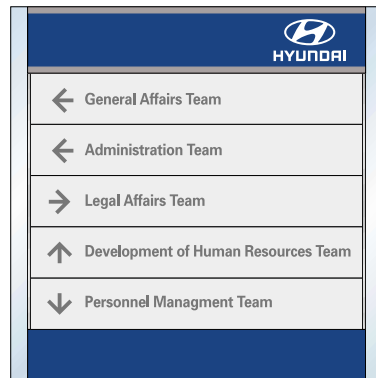 HYUNDAI
← General Affairs Team
← Administration Team
→ Legal Affairs Team
↑ Development of Human Resources Team
↓ Personnel Managment Team